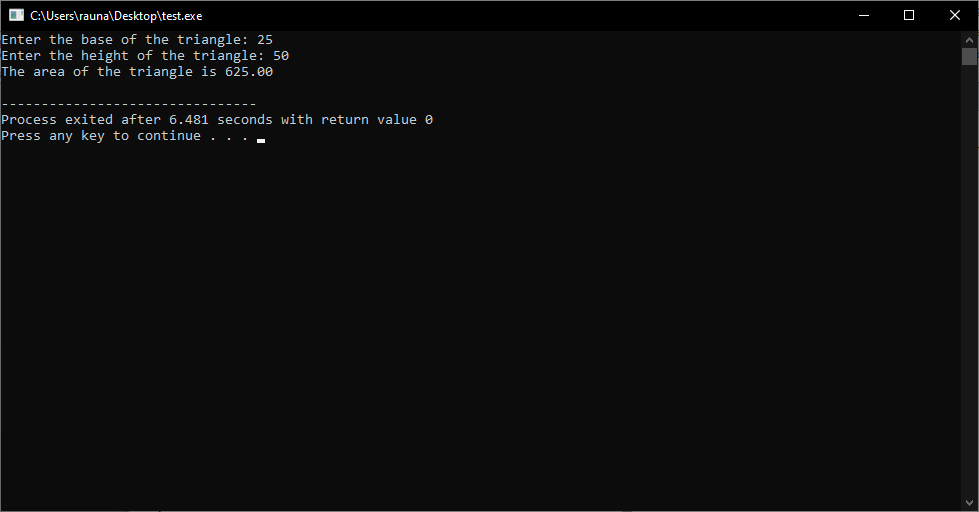 C:\Users\rauna\Desktop\test.exe
Enter the base of the triangle: 25
Enter the height of the triangle: 50
The area of the triangle is 625.00
--------------------------------
Process exited after 6.481 seconds with return value 0
Press any key to continue . . .